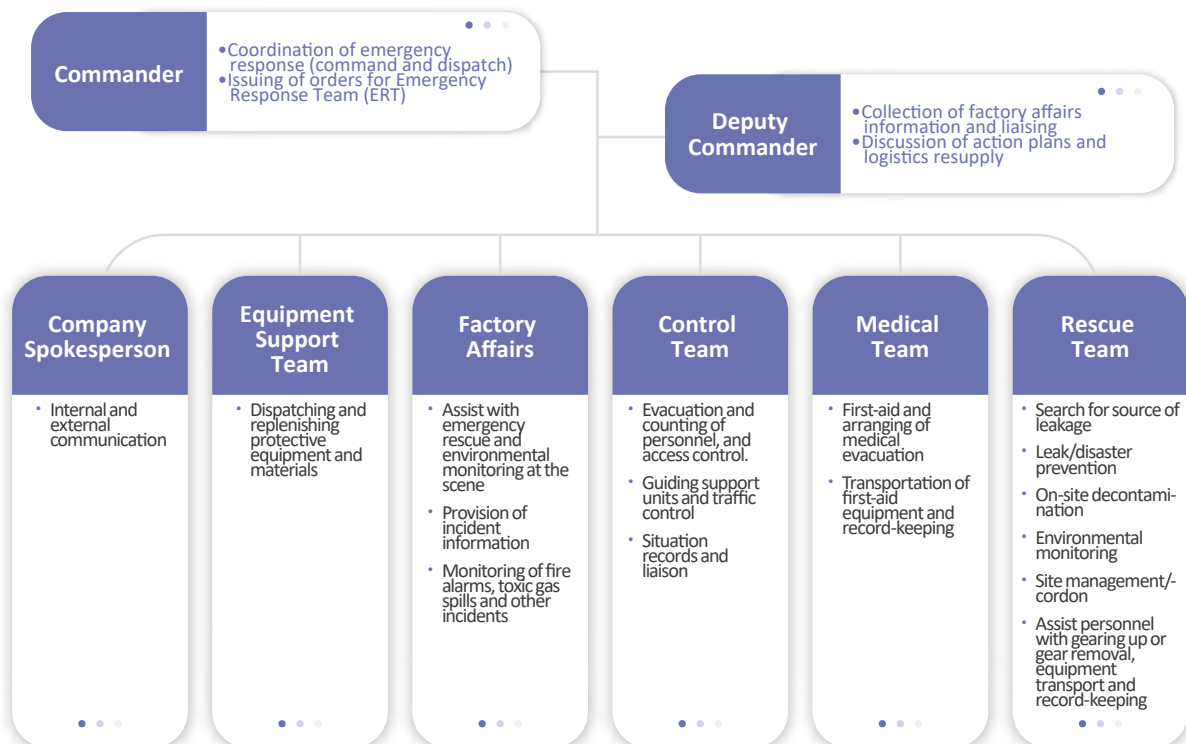 Commander
•Coordination of emergency
response (command and dispatch)
•Issuing of orders for Emergency
Response Team (ERT)
Deputy
Commander
•Collection of factory affairs
information and liaising
•Discussion of action plans and
logistics resupply
Company
Spokesperson
• Internal and
external
communication
Equipment
Support
Team
• Dispatching and
replenishing
protective
equipment and
materials
Factory
Affairs
• Assist with
emergency
rescue and
environmental
monitoring at the
scene
• Provision of
incident
information
• Monitoring of fire
alarms, toxic gas
spills and other
incidents
Control
Team
• Evacuation and
counting of
personnel, and
access control.
• Guiding support
units and traffic
control
• Situation
records and
liaison
Medical
Team
• First-aid and
arranging of
medical
evacuation
• Transportation of
first-aid
equipment and
record-keeping
Rescue
Team
• Search for source of
leakage
• Leak/disaster
prevention
• On-site decontami-
nation
• Environmental
monitoring
• Site management/-
cordon
• Assist personnel
with gearing up or
gear removal,
equipment
transport and
record-keeping